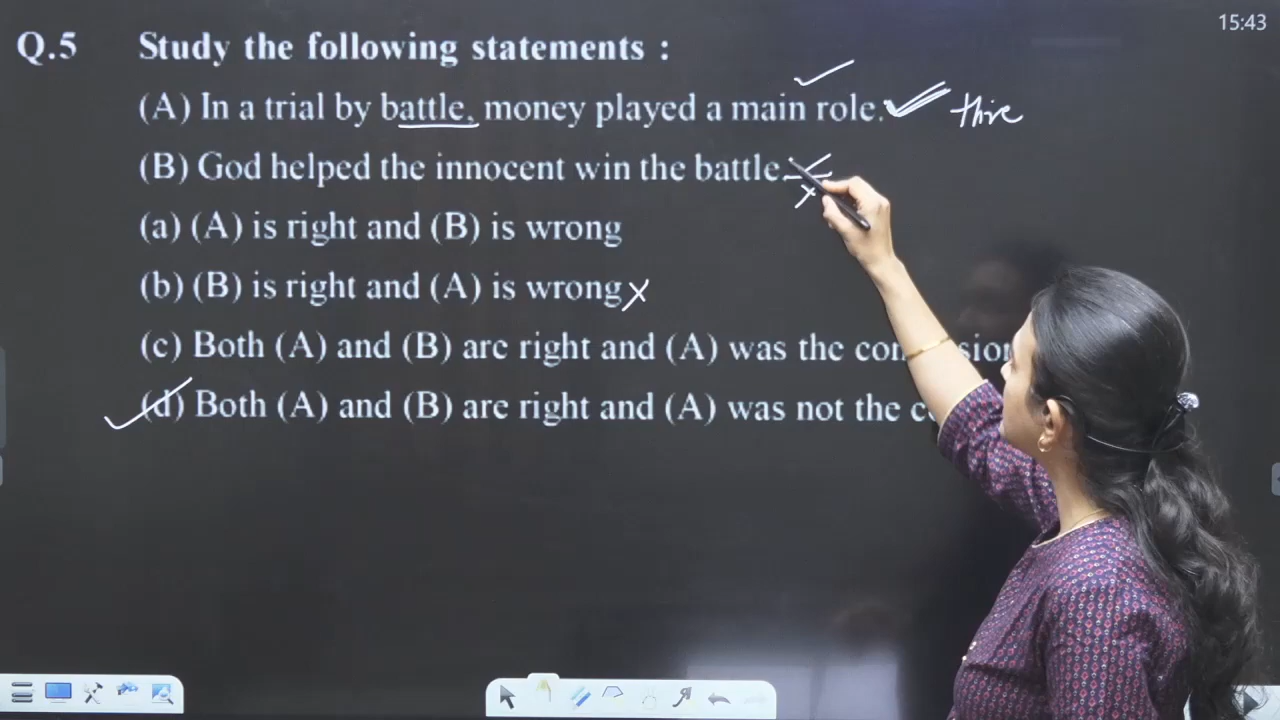 15:43
Q.5 Study the following statements :
(A) In a trial by battle, money played a main role.
(B) God helped the innocent win the battle.
(a) (A) is right and (B) is wrong
(b) (B) is right and (A) is wrong
(c) Both (A) and (B) are right and (A) was the
(d) Both (A) and (B) are right and (A) was not the